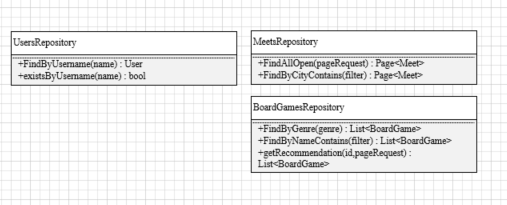 UsersRepository
+FindByUsername(name) : User
+existsByUsername(name) : bool
MeetsRepository
+FindAllOpen(pageRequest) : Page<Meet>
+FindByCityContains(filter) : Page<Meet>
BoardGamesRepository
+FindByGenre(genre) : List<BoardGame>
+FindByNameContains(filter) : List<BoardGame>
+getRecommendation(id,pageRequest) :
List<BoardGame>